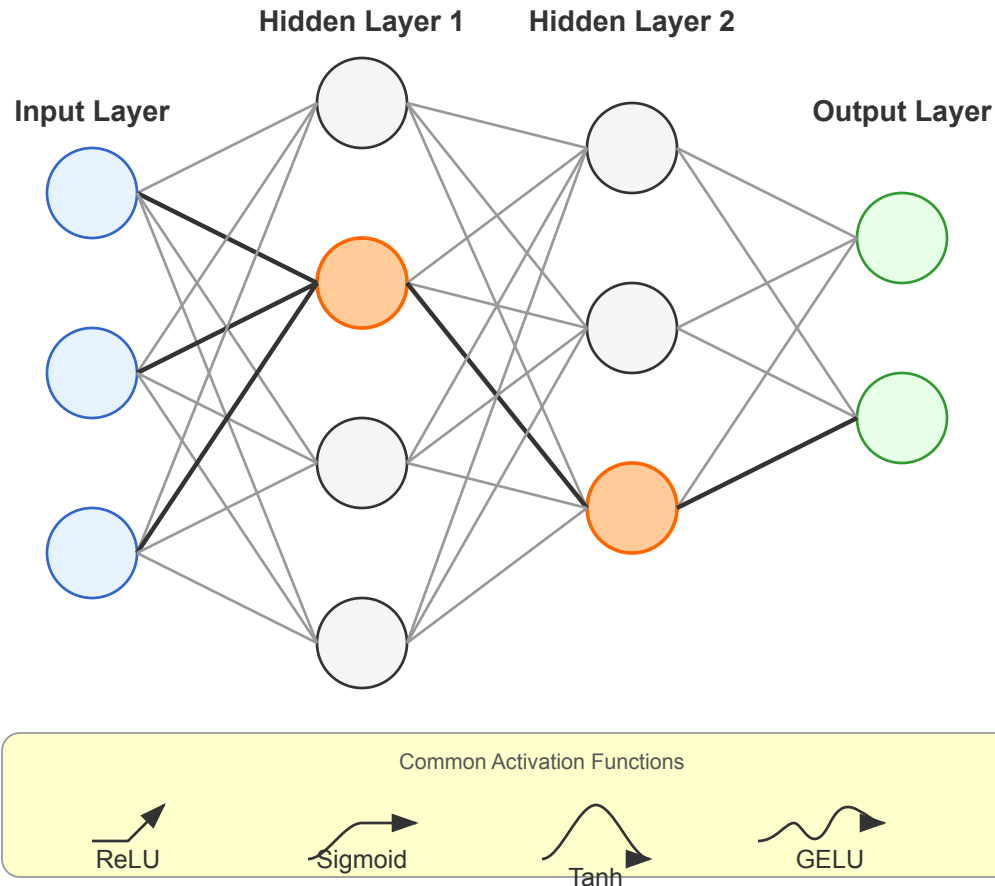 Hidden Layer 1
Hidden Layer 2
Input Layer
Output Layer
Common Activation Functions
ReLU
Sigmoid
Tanh
GELU